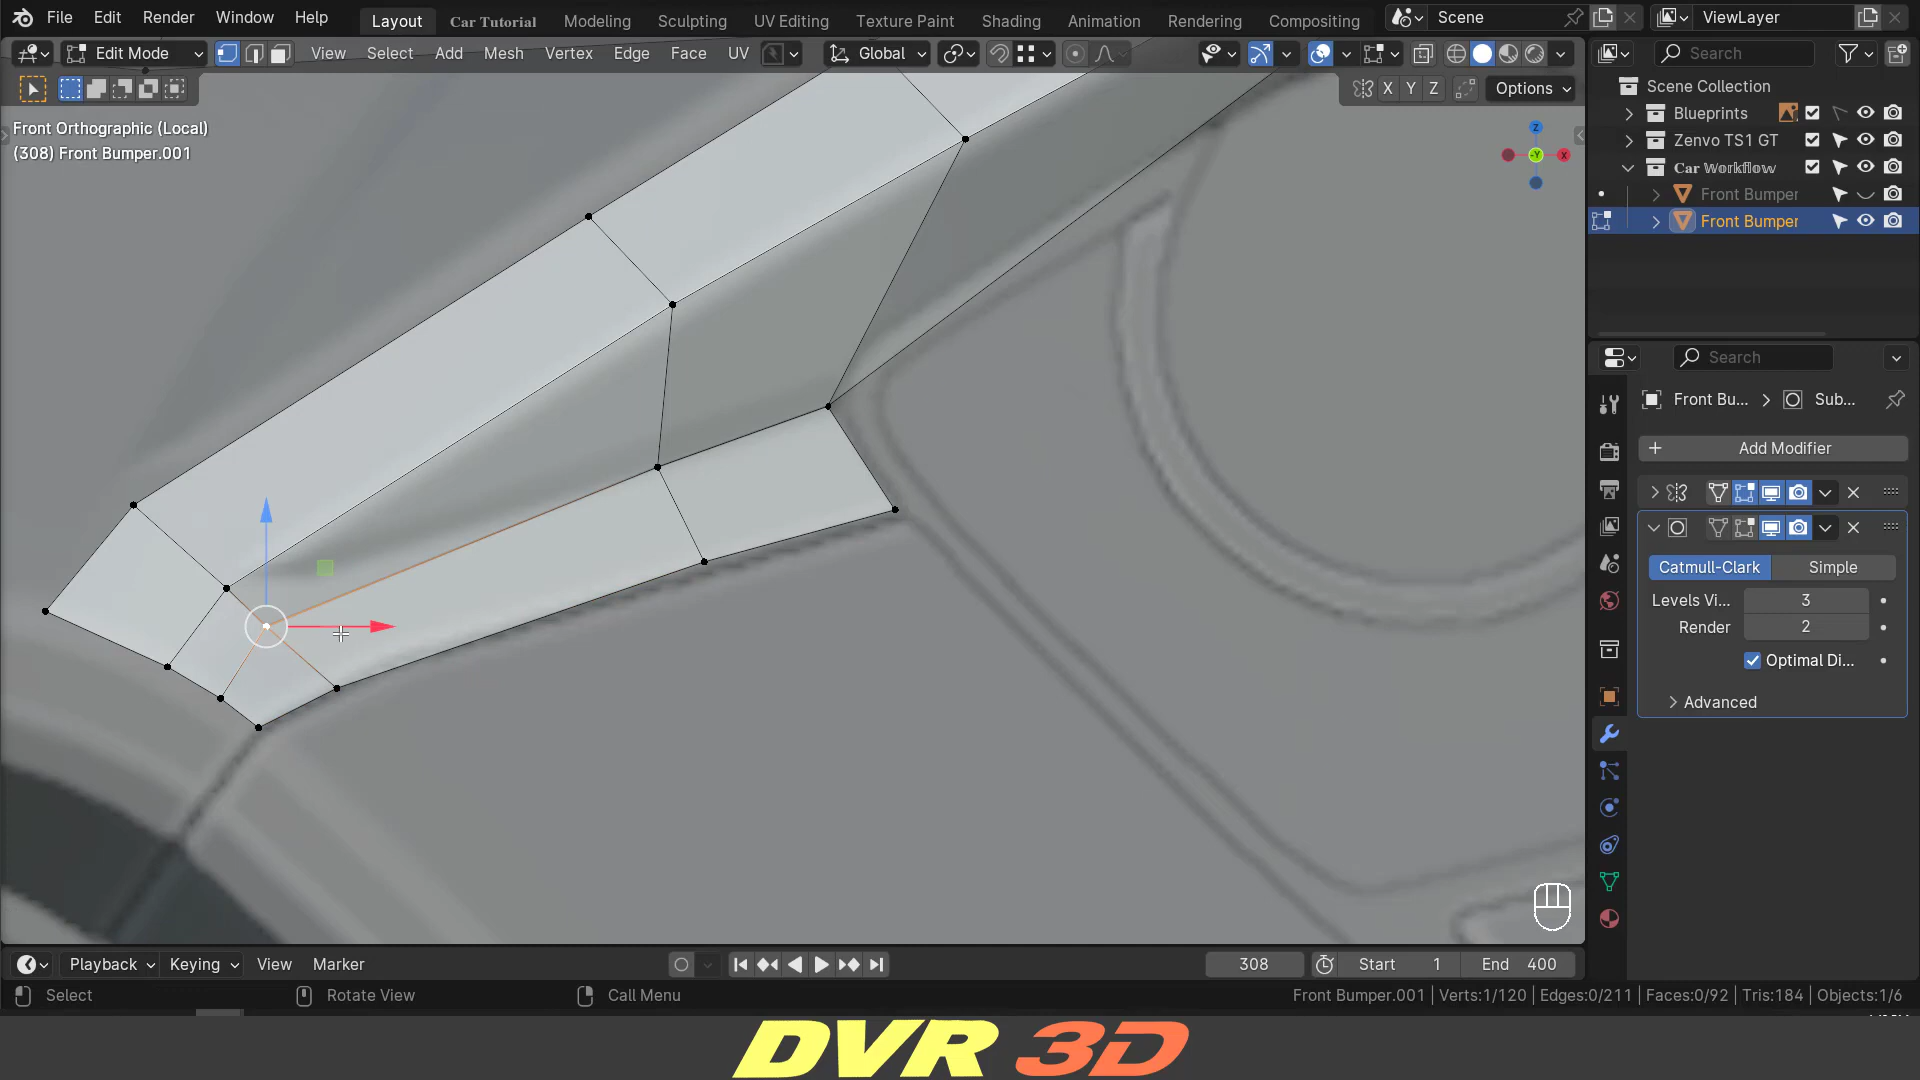 File Edit Render Window Help Layout Car Tutorial Modeling Sculpting UV Editing Texture Paint Shading Animation Rendering Compositing Scene ViewLayer
Edit Mode View Select Add Mesh Vertex Edge Face UV Global Search
X Y Z Options
Front Orthographic (Local)
(308) Front Bumper.001
Z
-Y
X
Scene Collection
Blueprints
Zenvo TS1 GT
Car Workflow
Front Bumper
Front Bumper
Search
Front Bu... Sub...
Add Modifier
Catmull-Clark Simple
Levels Vi... 3
Render 2
Optimal Di...
Advanced
Playback Keying View Marker 308 Start 1 End 400
Select Rotate View Call Menu Front Bumper.001 | Verts:1/120 | Edges:0/211 | Faces:0/92 | Tris:184 | Objects:1/6
DVR 3D